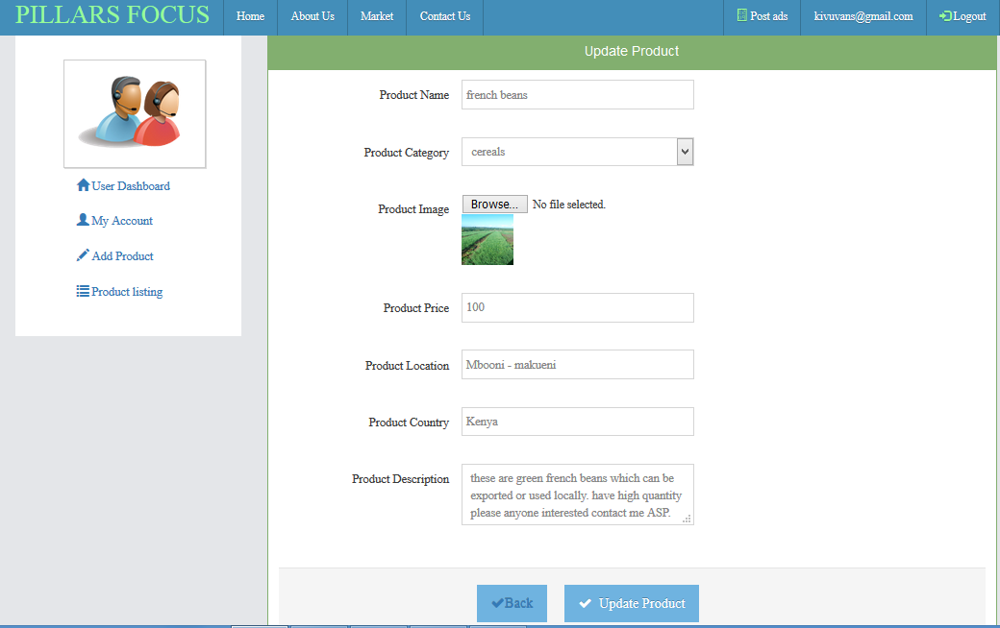 PILLARS FOCUS
Home
About Us
Market
Contact Us
Post ads
kivuvans@gmail.com
Logout
User Dashboard
My Account
Add Product
Product listing
Update Product
Product Name
french beans
Product Category
cereals
Product Image
Browse...
No file selected.
Product Price
100
Product Location
Mbooni - makueni
Product Country
Kenya
Product Description
these are green french beans which can be
exported or used locally. have high quantity
please anyone interested contact me ASP.
Back
Update Product